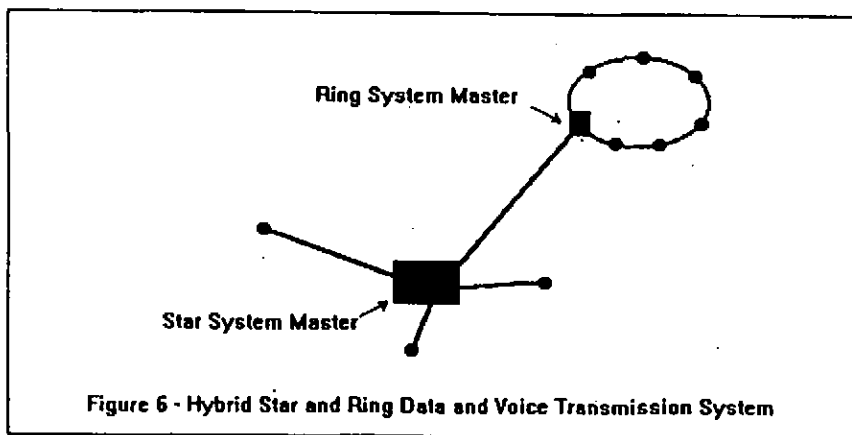 Ring System Master
Star System Master
Figure 6 - Hybrid Star and Ring Data and Voice Transmission System